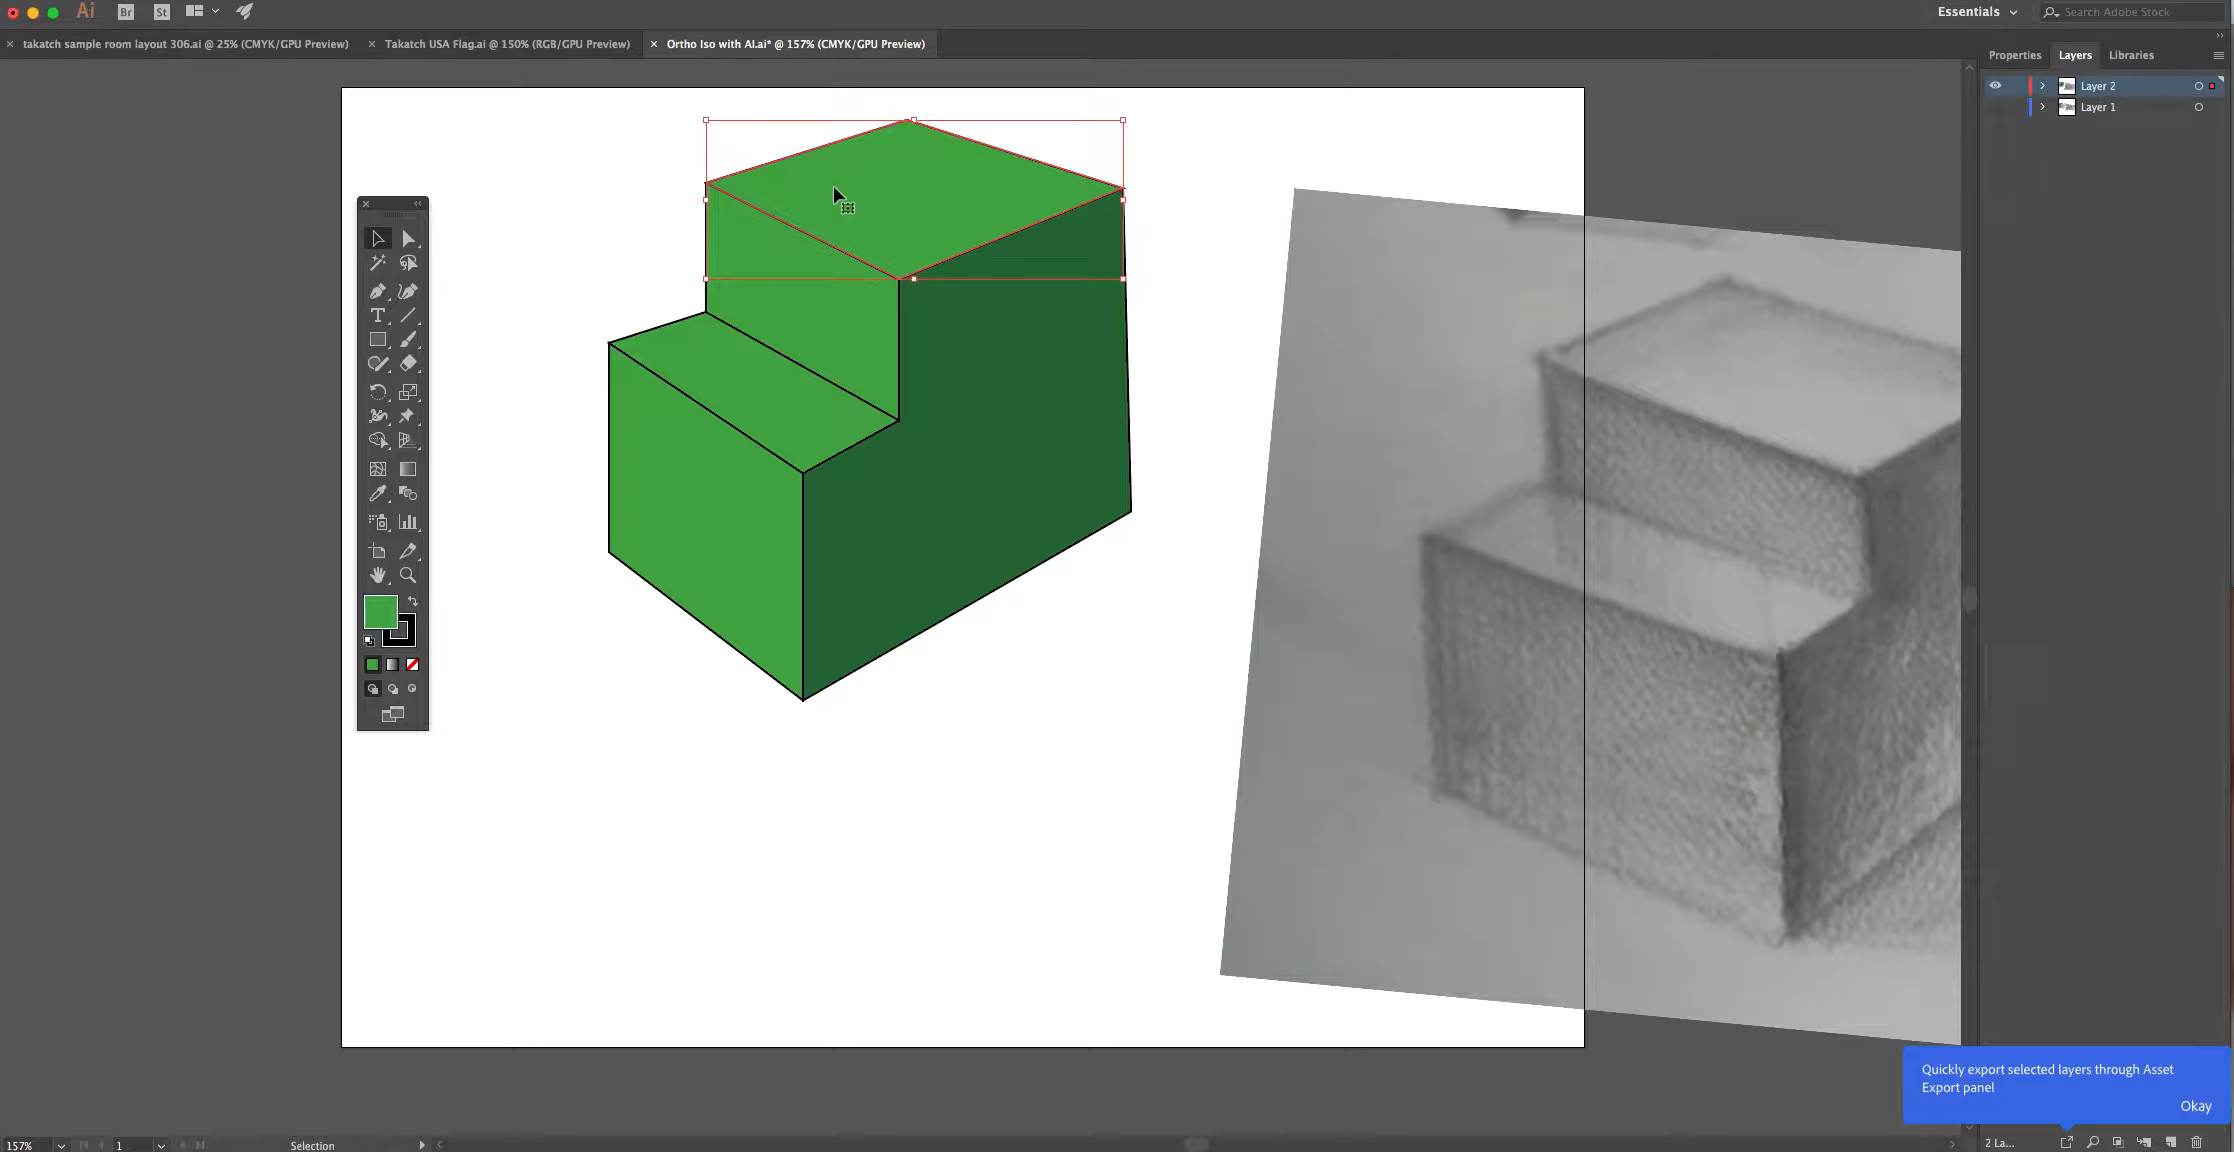 Ai Br St Essentials Search Adobe Stock
takatch sample room layout 306.ai @ 25% (CMYK/GPU Preview) Takatch USA Flag.ai @ 150% (RGB/GPU Preview) Ortho Iso with AI.ai* @ 157% (CMYK/GPU Preview)
Properties Layers Libraries
Layer 2
Layer 1
Quickly export selected layers through Asset
Export panel
Okay
157% 1 Selection 2 La...